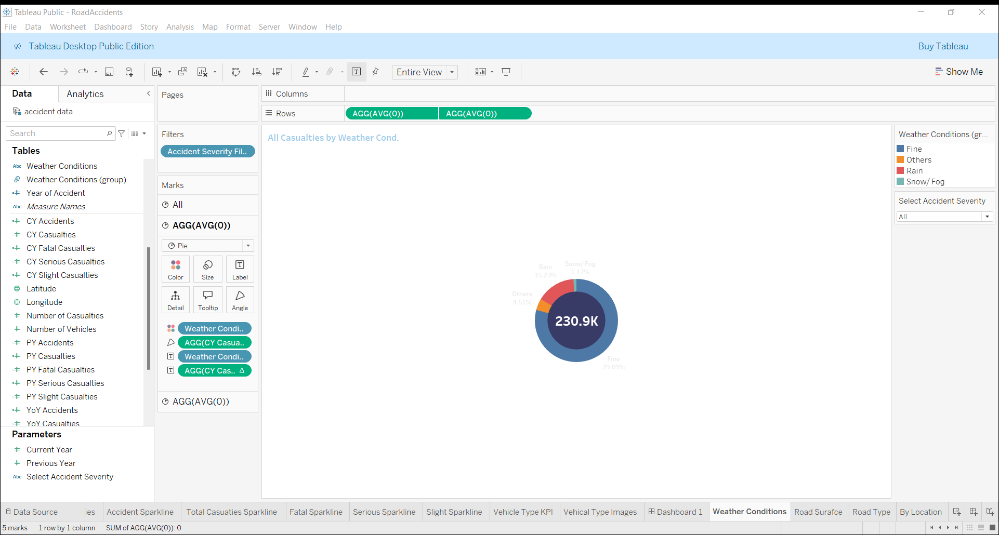 Tableau Public - RoadAccidents
File Data Worksheet Dashboard Story Analysis Map Format Server Window Help
Tableau Desktop Public Edition
Buy Tableau
Entire View
Show Me
Data
Analytics
accident data
Search
Tables
Abc Weather Conditions
Weather Conditions (group)
Year of Accident
Abc Measure Names
CY Accidents
CY Casualties
CY Fatal Casualties
CY Serious Casualties
CY Slight Casualties
Latitude
Longitude
Number of Casualties
Number of Vehicles
PY Accidents
PY Casualties
PY Fatal Casualties
PY Serious Casualties
PY Slight Casualties
YoY Accidents
YoY Casualties
Parameters
Current Year
Previous Year
Abc Select Accident Severity
Pages
Filters
Accident Severity Fil..
Marks
All
AGG(AVG(0))
Pie
Color
Size
Label
Detail
Tooltip
Angle
Weather Condi..
AGG(CY Casua..
Weather Condi..
AGG(CY Cas.. Δ
AGG(AVG(0))
Columns
Rows
AGG(AVG(0))
AGG(AVG(0))
All Casualties by Weather Cond.
Snow/ Fog
1.17%
Rain
15.23%
Others
4.51%
230.9K
Fine
79.09%
Weather Conditions (gr...
Fine
Others
Rain
Snow/ Fog
Select Accident Severity
All
Data Source
ies
Accident Sparkline
Total Casuaties Sparkline
Fatal Sparkline
Serious Sparkline
Slight Sparkline
Vehicle Type KPI
Vehical Type Images
Dashboard 1
Weather Conditions
Road Surafce
Road Type
By Location
5 marks 1 row by 1 column SUM of AGG(AVG(0)): 0